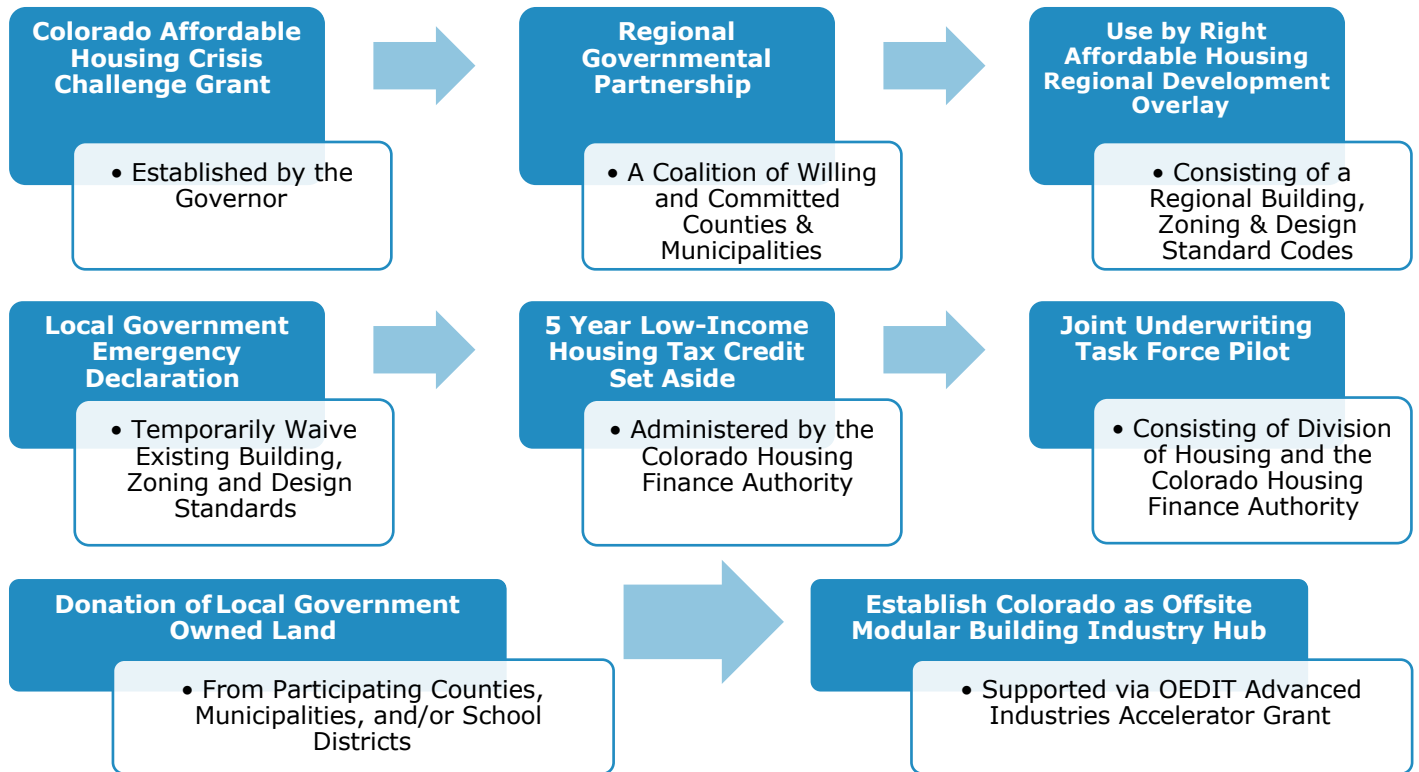 Colorado Affordable
Housing Crisis
Challenge Grant
• Established by the
Governor
Regional
Governmental
Partnership
• A Coalition of Willing
and Committed
Counties &
Municipalities
Use by Right
Affordable Housing
Regional Development
Overlay
• Consisting of a
Regional Building,
Zoning & Design
Standard Codes
Local Government
Emergency
Declaration
• Temporarily Waive
Existing Building,
Zoning and Design
Standards
5 Year Low-Income
Housing Tax Credit
Set Aside
• Administered by the
Colorado Housing
Finance Authority
Joint Underwriting
Task Force Pilot
• Consisting of Division
of Housing and the
Colorado Housing
Finance Authority
Donation of Local Government
Owned Land
• From Participating Counties,
Municipalities, and/or School
Districts
Establish Colorado as Offsite
Modular Building Industry Hub
• Supported via OEDIT Advanced
Industries Accelerator Grant